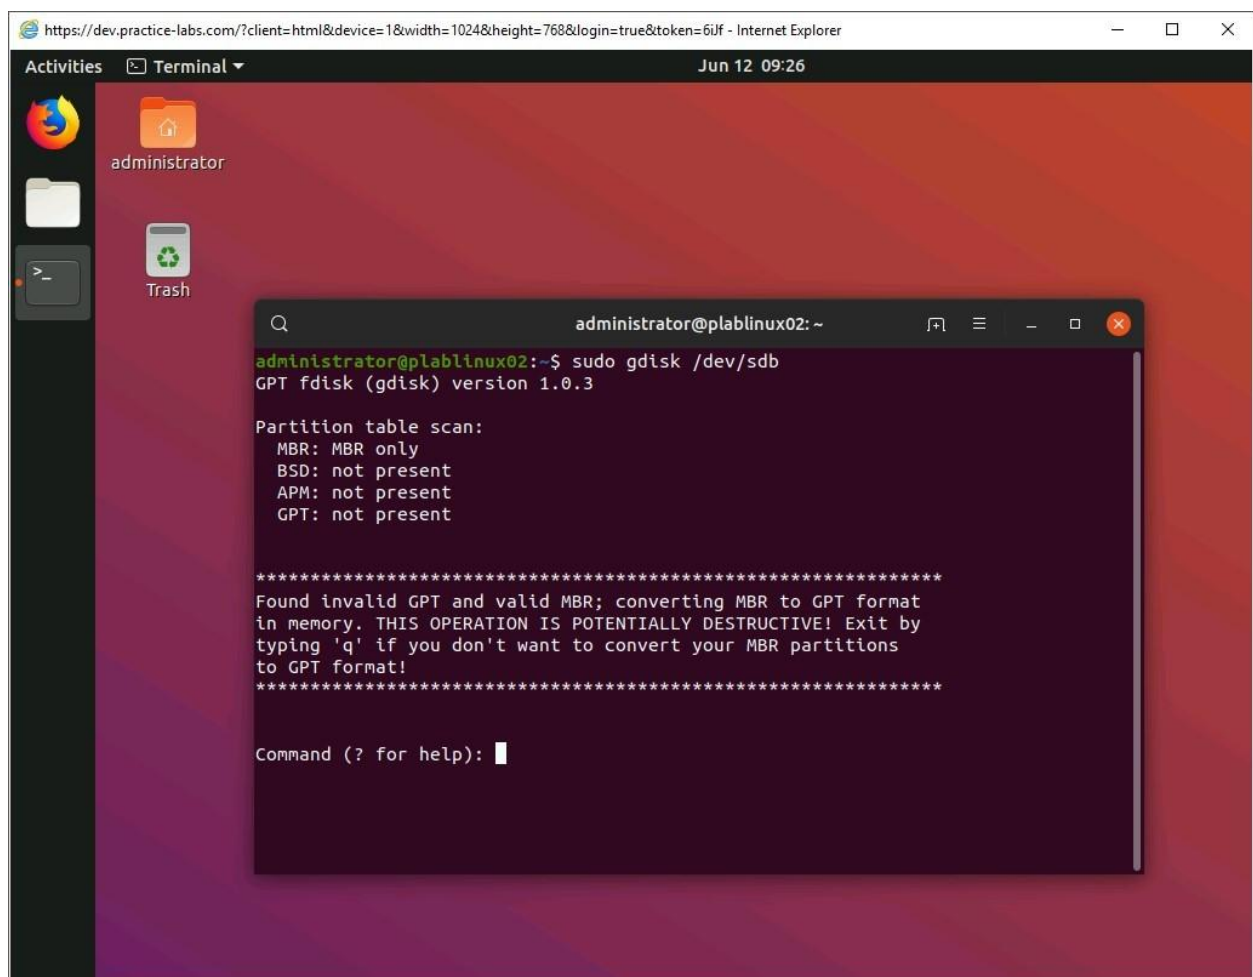 https://dev.practice-labs.com/?client=html&device=1&width=1024&height=768&login=true&token=6iJf - Internet Explorer
Activities Terminal Jun 12 09:26
administrator
Trash
administrator@plablinux02: ~
administrator@plablinux02:~$ sudo gdisk /dev/sdb
GPT fdisk (gdisk) version 1.0.3
Partition table scan:
MBR: MBR only
BSD: not present
APM: not present
GPT: not present
***************************************************************
Found invalid GPT and valid MBR; converting MBR to GPT format
in memory. THIS OPERATION IS POTENTIALLY DESTRUCTIVE! Exit by
typing 'q' if you don't want to convert your MBR partitions
to GPT format!
***************************************************************
Command (? for help):